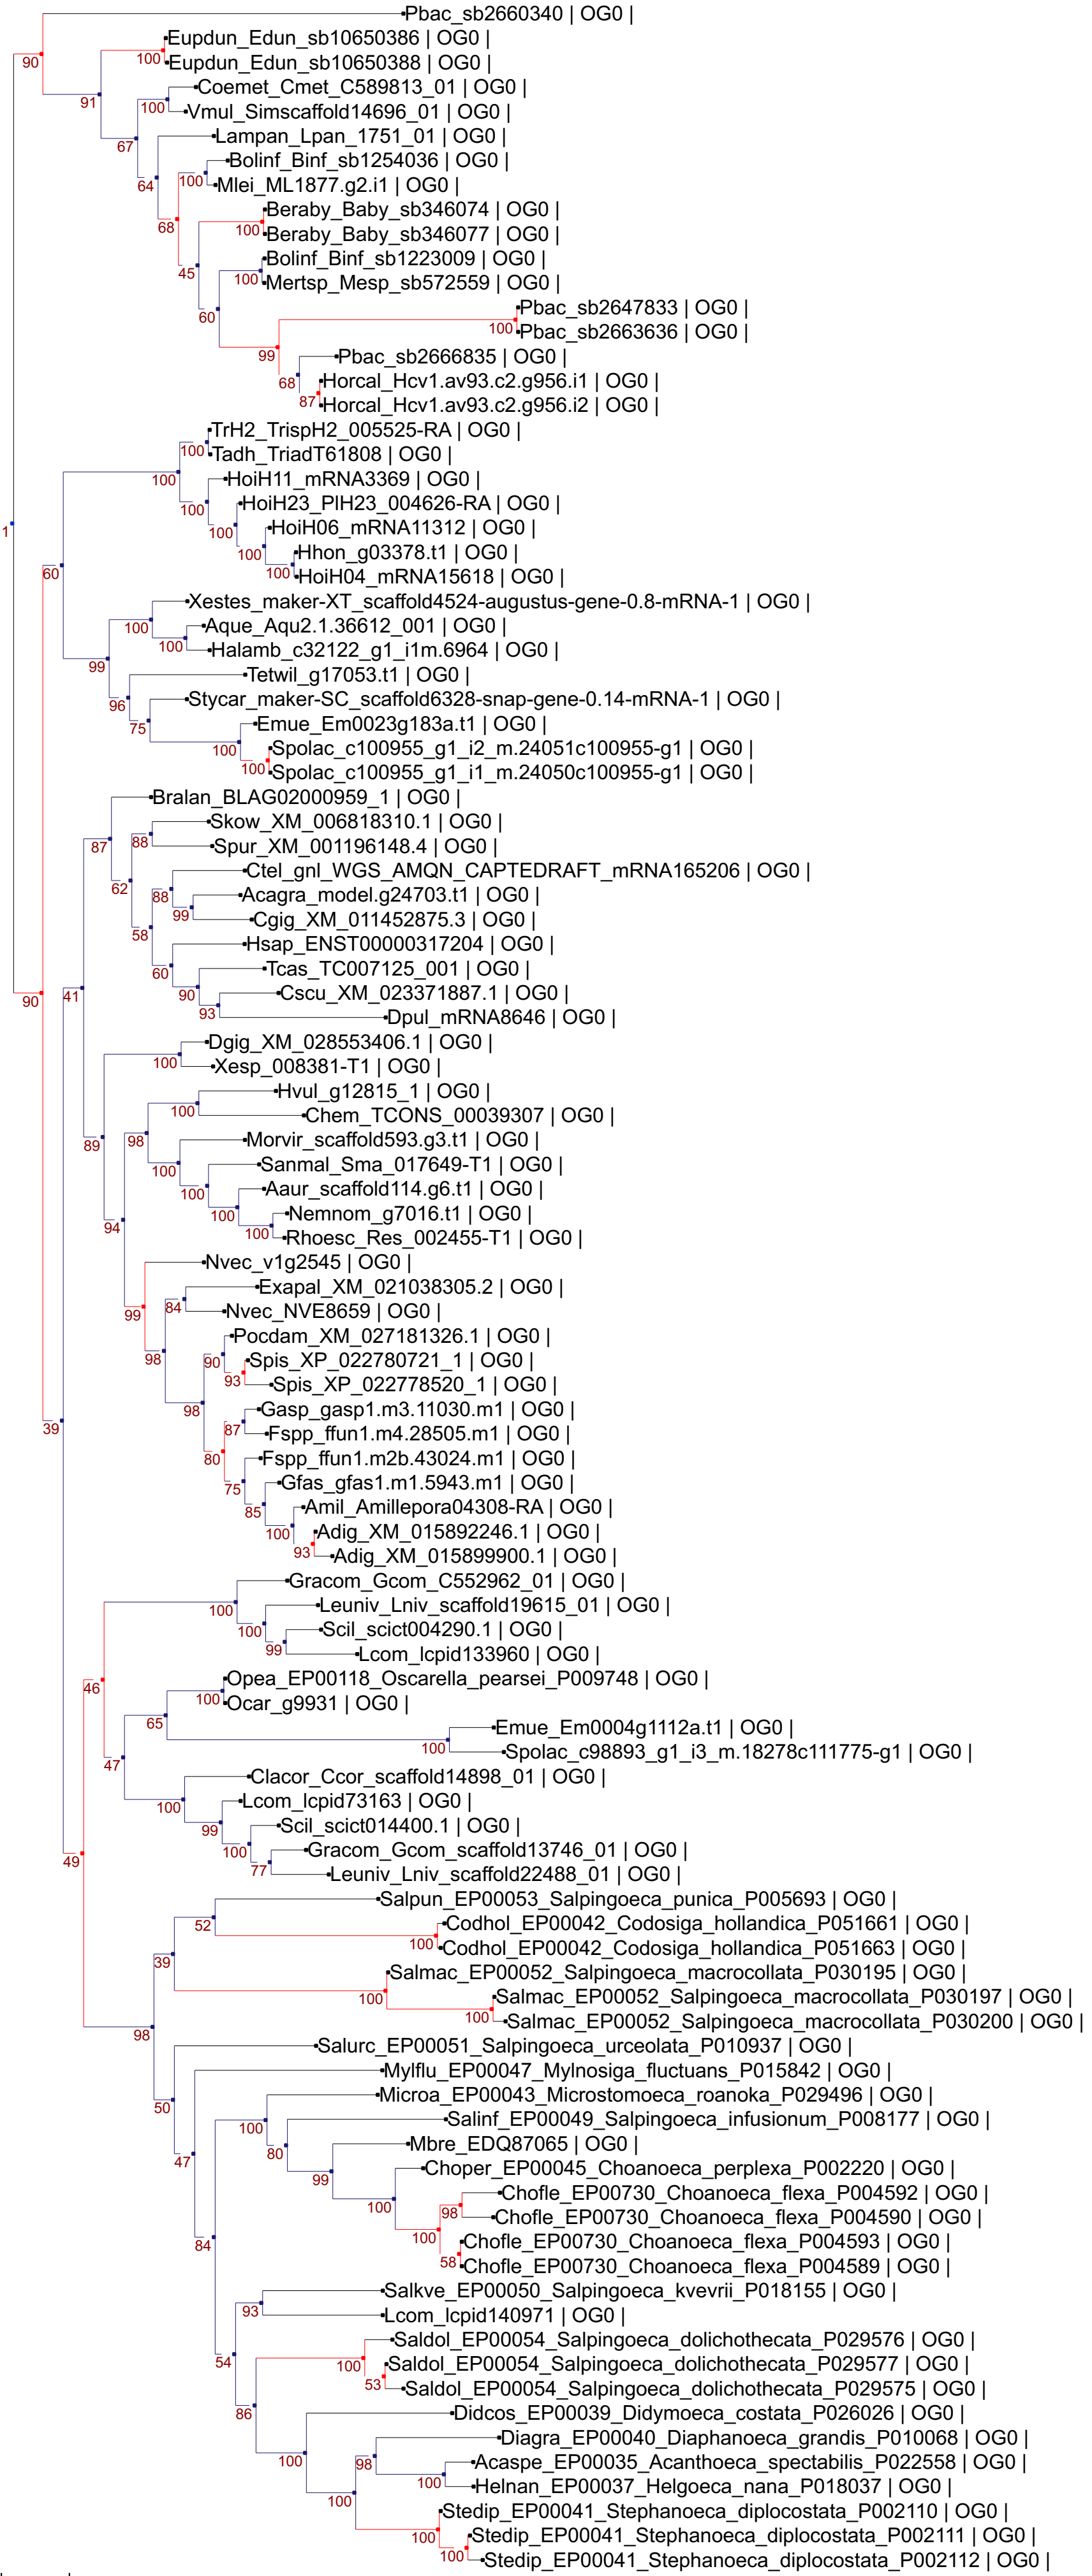 Pbac_sb2660340 | OG0 |
Eupdun_Edun_sb10650386 | OG0 |
90
100
Eupdun_Edun_sb10650388 | OG0 |
Coemet_Cmet_C589813_01 | OG0 |
91
100
Vmul_Simscaffold14696_01 | OG0 |
Lampan_Lpan_1751_01 | OG0 |
67
Bolinf_Binf_sb1254036 | OG0 |
64
100
Mlei_ML1877.g2.i1 | OG0 |
Beraby_Baby_sb346074 | OG0 |
68
100
Beraby_Baby_sb346077 | OG0 |
Bolinf_Binf_sb1223009 | OG0 |
45
100
Mertsp_Mesp_sb572559 | OG0 |
Pbac_sb2647833 | OG0 |
60
100
Pbac_sb2663636 | OG0 |
99
Pbac_sb2666835 | OG0 |
68
Horcal_Hcv1.av93.c2.g956.i1 | OG0 |
87
Horcal_Hcv1.av93.c2.g956.i2 | OG0 |
TrH2_TrispH2_005525-RA | OG0 |
100
Tadh_TriadT61808 | OG0 |
100
HoiH11_mRNA3369 | OG0 |
100
HoiH23_PlH23_004626-RA | OG0 |
1
100
HoiH06_mRNA11312 | OG0 |
100
Hhon_g03378.t1 | OG0 |
60
100
HoiH04_mRNA15618 | OG0 |
Xestes_maker-XT_scaffold4524-augustus-gene-0.8-mRNA-1 | OG0 |
100
Aque_Aqu2.1.36612_001 | OG0 |
100
Halamb_c32122_g1_i1m.6964 | OG0 |
99
Tetwil_g17053.t1 | OG0 |
96
Stycar_maker-SC_scaffold6328-snap-gene-0.14-mRNA-1 | OG0 |
75
Emue_Em0023g183a.t1 | OG0 |
100
Spolac_c100955_g1_i2_m.24051c100955-g1 | OG0 |
100
Spolac_c100955_g1_i1_m.24050c100955-g1 | OG0 |
Bralan_BLAG02000959_1 | OG0 |
Skow_XM_006818310.1 | OG0 |
87
88
Spur_XM_001196148.4 | OG0 |
Ctel_gnl_WGS_AMQN_CAPTEDRAFT_mRNA165206 | OG0 |
62
88
Acagra_model.g24703.t1 | OG0 |
99
Cgig_XM_011452875.3 | OG0 |
58
Hsap_ENST00000317204 | OG0 |
60
Tcas_TC007125_001 | OG0 |
90
41
90
Cscu_XM_023371887.1 | OG0 |
93
Dpul_mRNA8646 | OG0 |
Dgig_XM_028553406.1 | OG0 |
100
Xesp_008381-T1 | OG0 |
Hvul_g12815_1 | OG0 |
100
Chem_TCONS_00039307 | OG0 |
89
98
Morvir_scaffold593.g3.t1 | OG0 |
100
Sanmal_Sma_017649-T1 | OG0 |
100
Aaur_scaffold114.g6.t1 | OG0 |
100
Nemnom_g7016.t1 | OG0 |
94
100
Rhoesc_Res_002455-T1 | OG0 |
Nvec_v1g2545 | OG0 |
Exapal_XM_021038305.2 | OG0 |
99
84
Nvec_NVE8659 | OG0 |
Pocdam_XM_027181326.1 | OG0 |
98
90
Spis_XP_022780721_1 | OG0 |
93
Spis_XP_022778520_1 | OG0 |
98
Gasp_gasp1.m3.11030.m1 | OG0 |
39
87
Fspp_ffun1.m4.28505.m1 | OG0 |
80
Fspp_ffun1.m2b.43024.m1 | OG0 |
75
Gfas_gfas1.m1.5943.m1 | OG0 |
85
Amil_Amillepora04308-RA | OG0 |
100
Adig_XM_015892246.1 | OG0 |
93
Adig_XM_015899900.1 | OG0 |
Gracom_Gcom_C552962_01 | OG0 |
100
Leuniv_Lniv_scaffold19615_01 | OG0 |
100
Scil_scict004290.1 | OG0 |
99
Lcom_lcpid133960 | OG0 |
46
Opea_EP00118_Oscarella_pearsei_P009748 | OG0 |
100
Ocar_g9931 | OG0 |
65
Emue_Em0004g1112a.t1 | OG0 |
100
Spolac_c98893_g1_i3_m.18278c111775-g1 | OG0 |
47
Clacor_Ccor_scaffold14898_01 | OG0 |
100
Lcom_lcpid73163 | OG0 |
99
Scil_scict014400.1 | OG0 |
100
Gracom_Gcom_scaffold13746_01 | OG0 |
49
77
Leuniv_Lniv_scaffold22488_01 | OG0 |
Salpun_EP00053_Salpingoeca_punica_P005693 | OG0 |
52
Codhol_EP00042_Codosiga_hollandica_P051661 | OG0 |
100
Codhol_EP00042_Codosiga_hollandica_P051663 | OG0 |
39
Salmac_EP00052_Salpingoeca_macrocollata_P030195 | OG0 |
100
Salmac_EP00052_Salpingoeca_macrocollata_P030197 | OG0 |
100
Salmac_EP00052_Salpingoeca_macrocollata_P030200 | OG0 |
98
Salurc_EP00051_Salpingoeca_urceolata_P010937 | OG0 |
Mylflu_EP00047_Mylnosiga_fluctuans_P015842 | OG0 |
50
Microa_EP00043_Microstomoeca_roanoka_P029496 | OG0 |
100
Salinf_EP00049_Salpingoeca_infusionum_P008177 | OG0 |
80
Mbre_EDQ87065 | OG0 |
47
99
Choper_EP00045_Choanoeca_perplexa_P002220 | OG0 |
100
Chofle_EP00730_Choanoeca_flexa_P004592 | OG0 |
98
Chofle_EP00730_Choanoeca_flexa_P004590 | OG0 |
100
84
Chofle_EP00730_Choanoeca_flexa_P004593 | OG0 |
58
Chofle_EP00730_Choanoeca_flexa_P004589 | OG0 |
Salkve_EP00050_Salpingoeca_kvevrii_P018155 | OG0 |
93
Lcom_lcpid140971 | OG0 |
Saldol_EP00054_Salpingoeca_dolichothecata_P029576 | OG0 |
54
100
Saldol_EP00054_Salpingoeca_dolichothecata_P029577 | OG0 |
53
Saldol_EP00054_Salpingoeca_dolichothecata_P029575 | OG0 |
86
Didcos_EP00039_Didymoeca_costata_P026026 | OG0 |
Diagra_EP00040_Diaphanoeca_grandis_P010068 | OG0 |
100
98
Acaspe_EP00035_Acanthoeca_spectabilis_P022558 | OG0 |
100
Helnan_EP00037_Helgoeca_nana_P018037 | OG0 |
100
Stedip_EP00041_Stephanoeca_diplocostata_P002110 | OG0 |
100
Stedip_EP00041_Stephanoeca_diplocostata_P002111 | OG0 |
100
Stedip_EP00041_Stephanoeca_diplocostata_P002112 | OG0 |